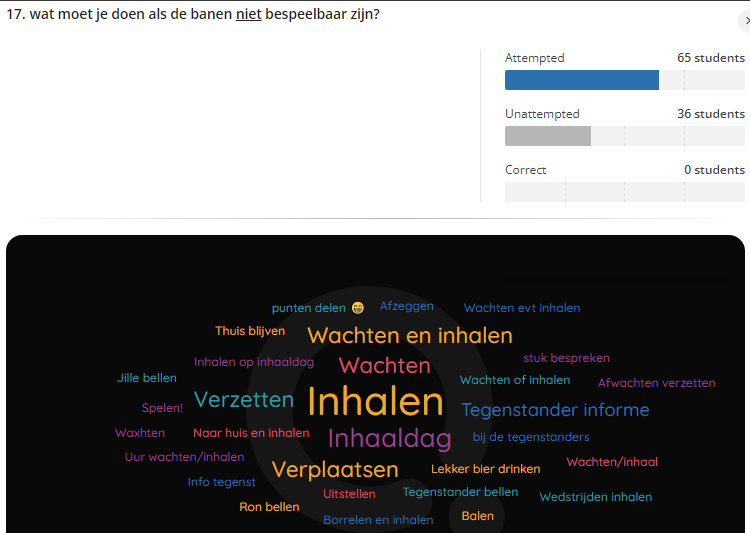 17. wat moet je doen als de banen niet bespeelbaar zijn?
Attempted 65 students
Unattempted 36 students
Correct 0 students
punten delen 😁 Afzeggen Wachten evt inhalen
Thuis blijven Wachten en inhalen
Inhalen op inhaaldag Wachten stuk bespreken
Jille bellen Wachten of inhalen Afwachten verzetten
Spelen! Verzetten Inhalen Tegenstander informe
Waxhten Naar huis en inhalen Inhaaldag bij de tegenstanders
Uur wachten/inhalen Verplaatsen Lekker bier drinken Wachten/inhaal
Info tegenst Uitstellen Tegenstander bellen Wedstrijden inhalen
Ron bellen Borrelen en inhalen Balen